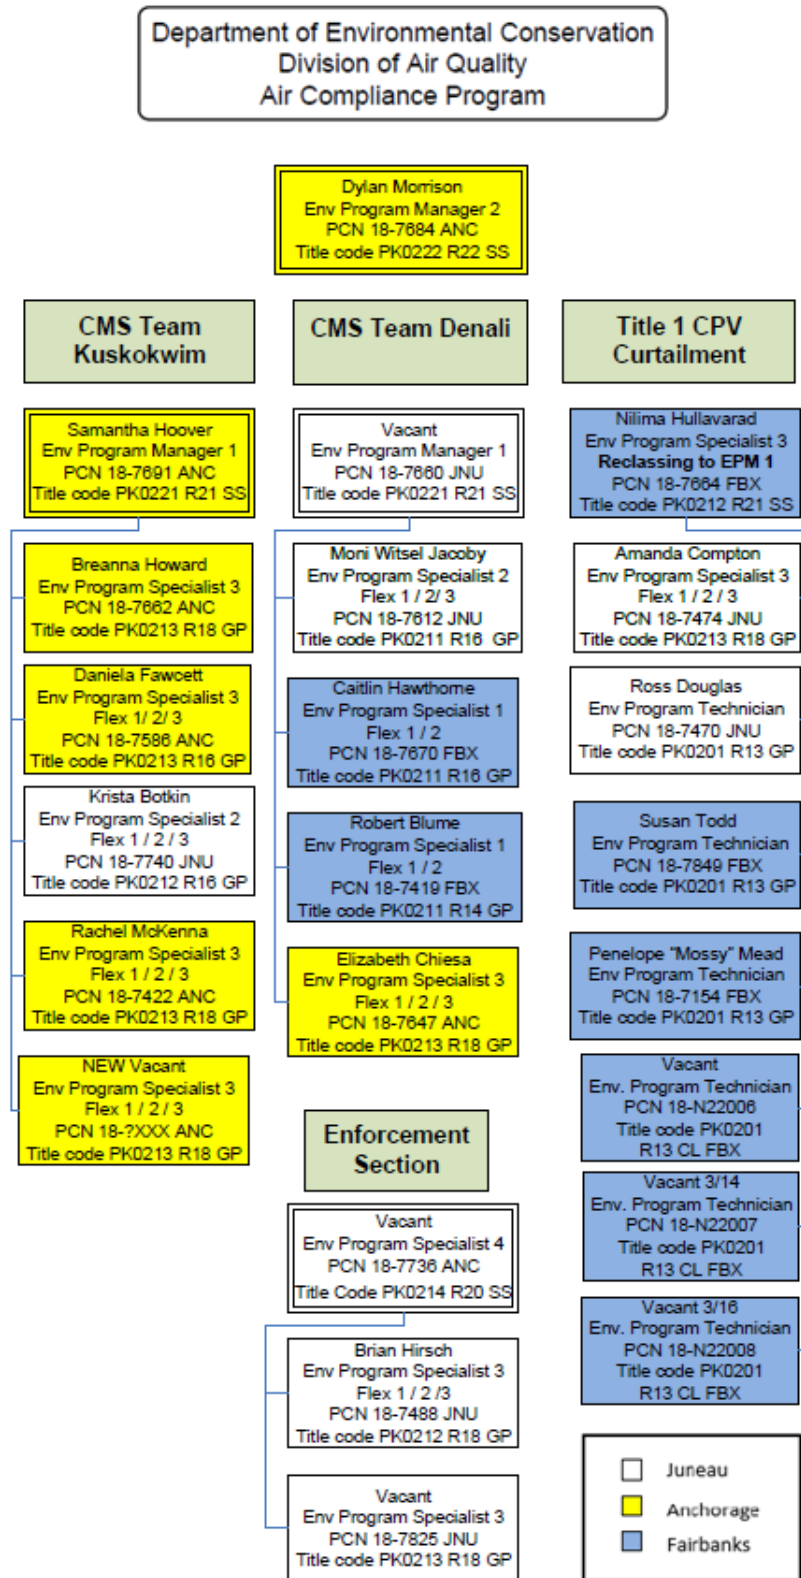 Department of Environmental Conservation
Division of Air Quality
Air Compliance Program
Dylan Morrison
Env Program Manager 2
PCN 18-7684 ANC
Title code PK0222 R22 SS
CMS Team
Kuskokwim
Samantha Hoover
Env Program Manager 1
PCN 18-7691 ANC
Title code PK0221 R21 SS
Breanna Howard
Env Program Specialist 3
PCN 18-7662 ANC
Title code PK0213 R18 GP
Daniela Fawcett
Env Program Specialist 3
Flex 1/ 2/ 3
PCN 18-7586 ANC
Title code PK0213 R16 GP
Krista Botkin
Env Program Specialist 2
Flex 1 / 2 / 3
PCN 18-7740 JNU
Title code PK0212 R16 GP
Rachel McKenna
Env Program Specialist 3
Flex 1 / 2 / 3
PCN 18-7422 ANC
Title code PK0213 R18 GP
NEW Vacant
Env Program Specialist 3
Flex 1 / 2 / 3
PCN 18-?XXX ANC
Title code PK0213 R18 GP
CMS Team Denali
Vacant
Env Program Manager 1
PCN 18-7660 JNU
Title code PK0221 R21 SS
Moni Witsel Jacoby
Env Program Specialist 2
Flex 1 / 2/ 3
PCN 18-7612 JNU
Title code PK0211 R16 GP
Caitlin Hawthorne
Env Program Specialist 1
Flex 1 / 2
PCN 18-7670 FBX
Title code PK0211 R16 GP
Robert Blume
Env Program Specialist 1
Flex 1 / 2
PCN 18-7419 FBX
Title code PK0211 R14 GP
Elizabeth Chiesa
Env Program Specialist 3
Flex 1 / 2 / 3
PCN 18-7647 ANC
Title code PK0213 R18 GP
Enforcement
Section
Vacant
Env Program Specialist 4
PCN 18-7736 ANC
Title Code PK0214 R20 SS
Brian Hirsch
Env Program Specialist 3
Flex 1 / 2 /3
PCN 18-7488 JNU
Title code PK0212 R18 GP
Vacant
Env Program Specialist 3
PCN 18-7825 JNU
Title code PK0213 R18 GP
Title 1 CPV
Curtailment
Nilima Hullavarad
Env Program Specialist 3
Reclassing to EPM 1
PCN 18-7664 FBX
Title code PK0212 R21 SS
Amanda Compton
Env Program Specialist 3
Flex 1 / 2 / 3
PCN 18-7474 JNU
Title code PK0213 R18 GP
Ross Douglas
Env Program Technician
PCN 18-7470 JNU
Title code PK0201 R13 GP
Susan Todd
Env Program Technician
PCN 18-7849 FBX
Title code PK0201 R13 GP
Penelope "Mossy" Mead
Env Program Technician
PCN 18-7154 FBX
Title code PK0201 R13 GP
Vacant
Env. Program Technician
PCN 18-N22006
Title code PK0201
R13 CL FBX
Vacant 3/14
Env. Program Technician
PCN 18-N22007
Title code PK0201
R13 CL FBX
Vacant 3/16
Env. Program Technician
PCN 18-N22008
Title code PK0201
R13 CL FBX
Juneau
Anchorage
Fairbanks